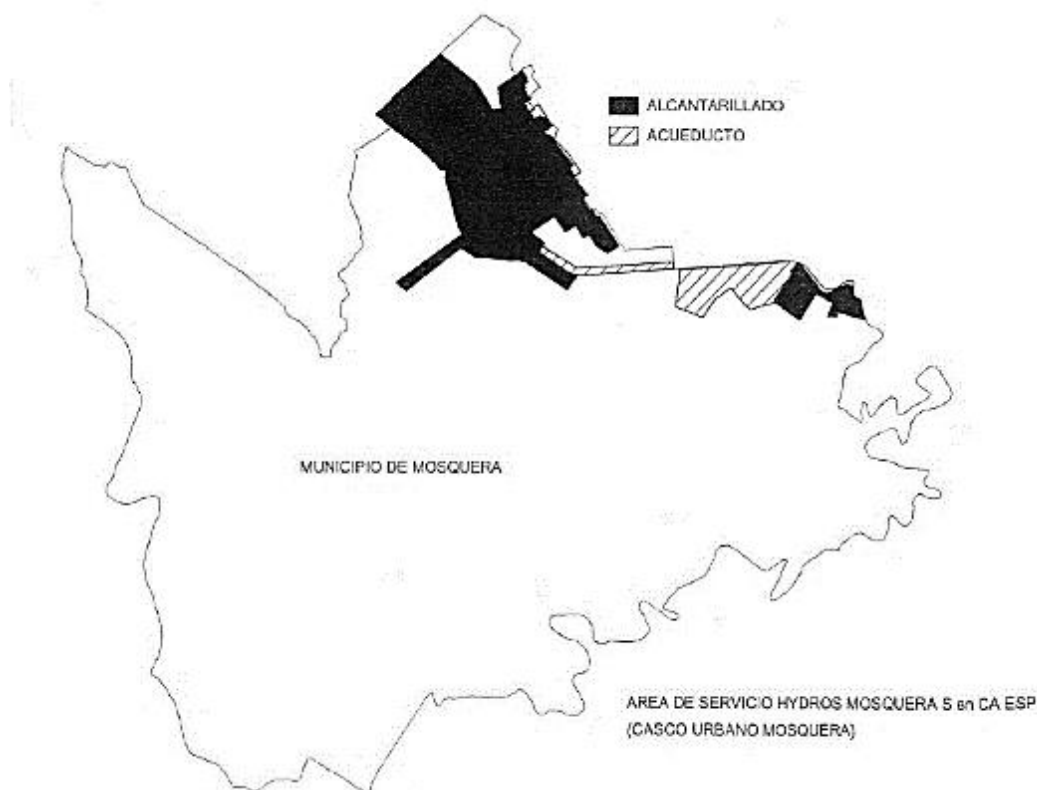 ALCANTARILLADO
ACUEDUCTO
MUNICIPIO DE MOSQUERA
AREA DE SERVICIO HYDROS MOSQUERA S en CA ESP
(CASCO URBANO MOSQUERA)